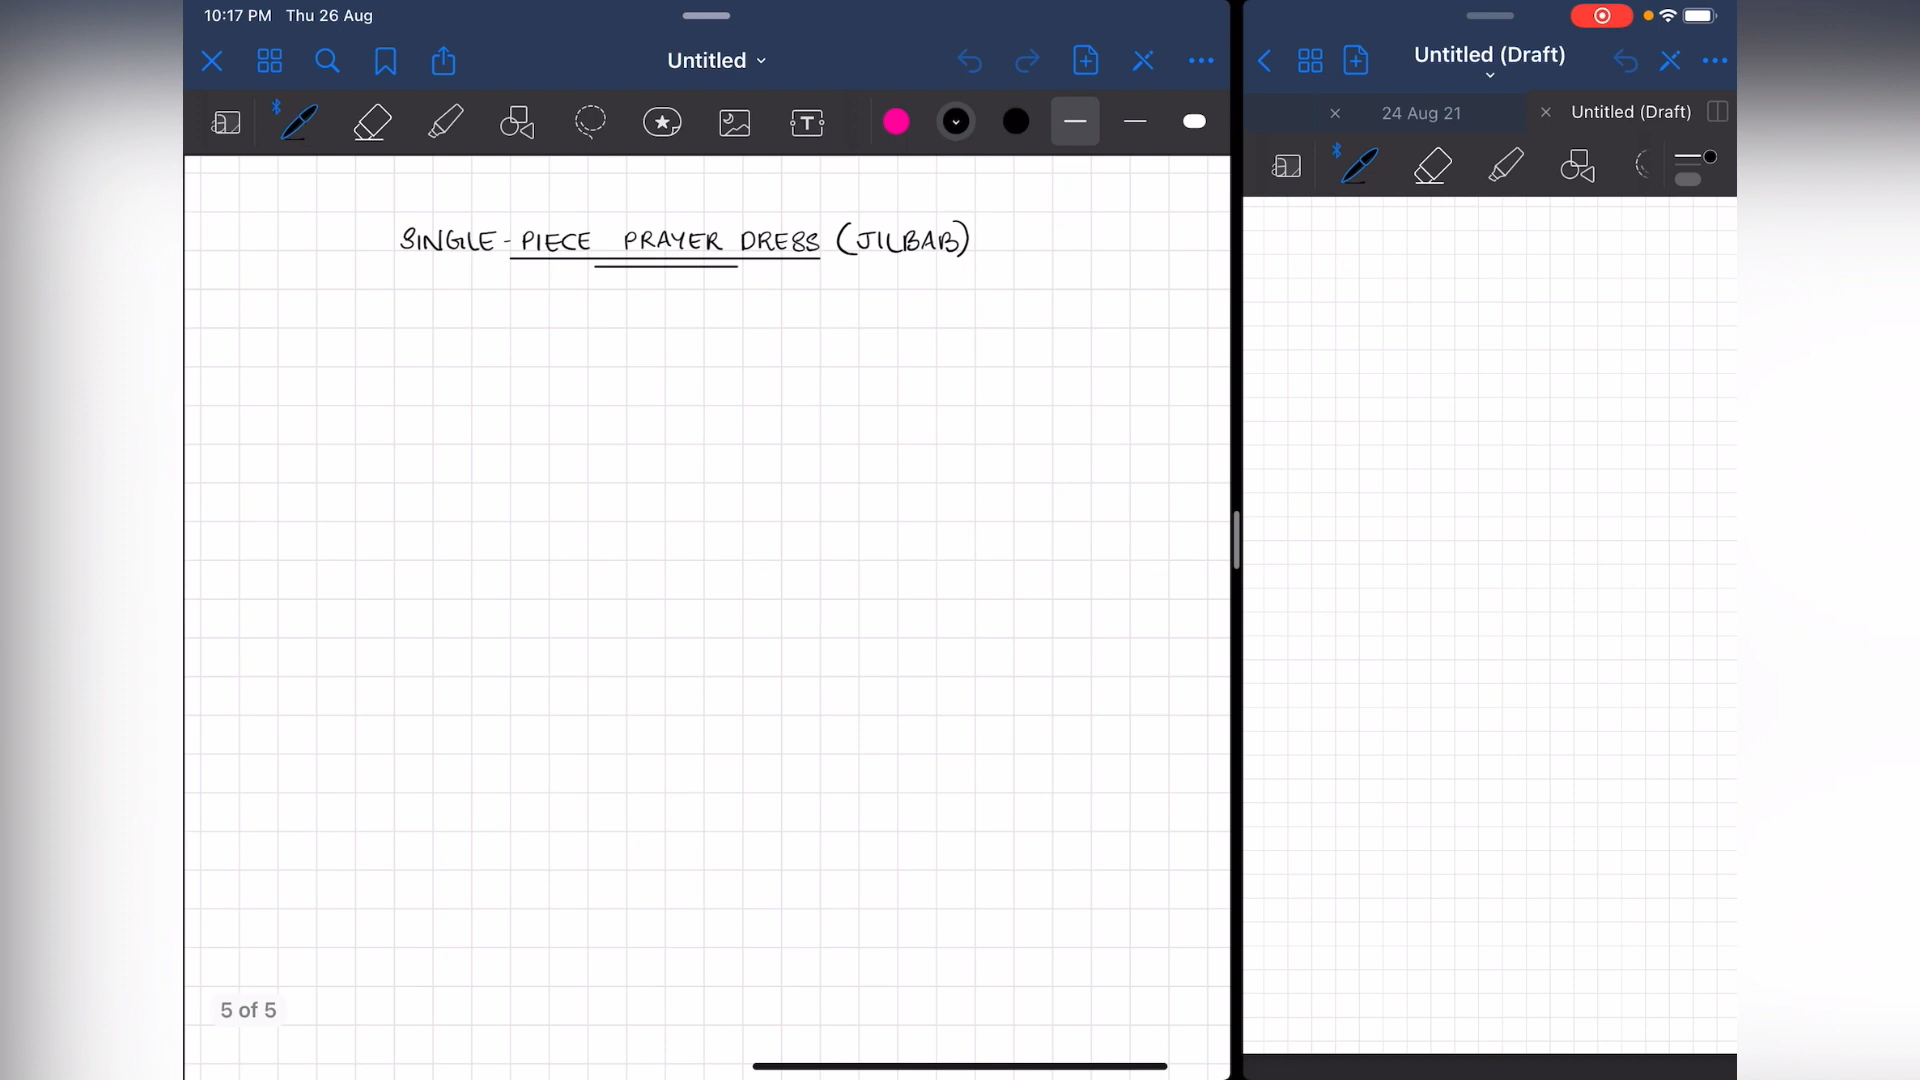 10:17 PM Thu 26 Aug
Untitled
Untitled (Draft)
24 Aug 21
Untitled (Draft)
SINGLE-PIECE PRAYER DRESS (JILBAB)
5 of 5